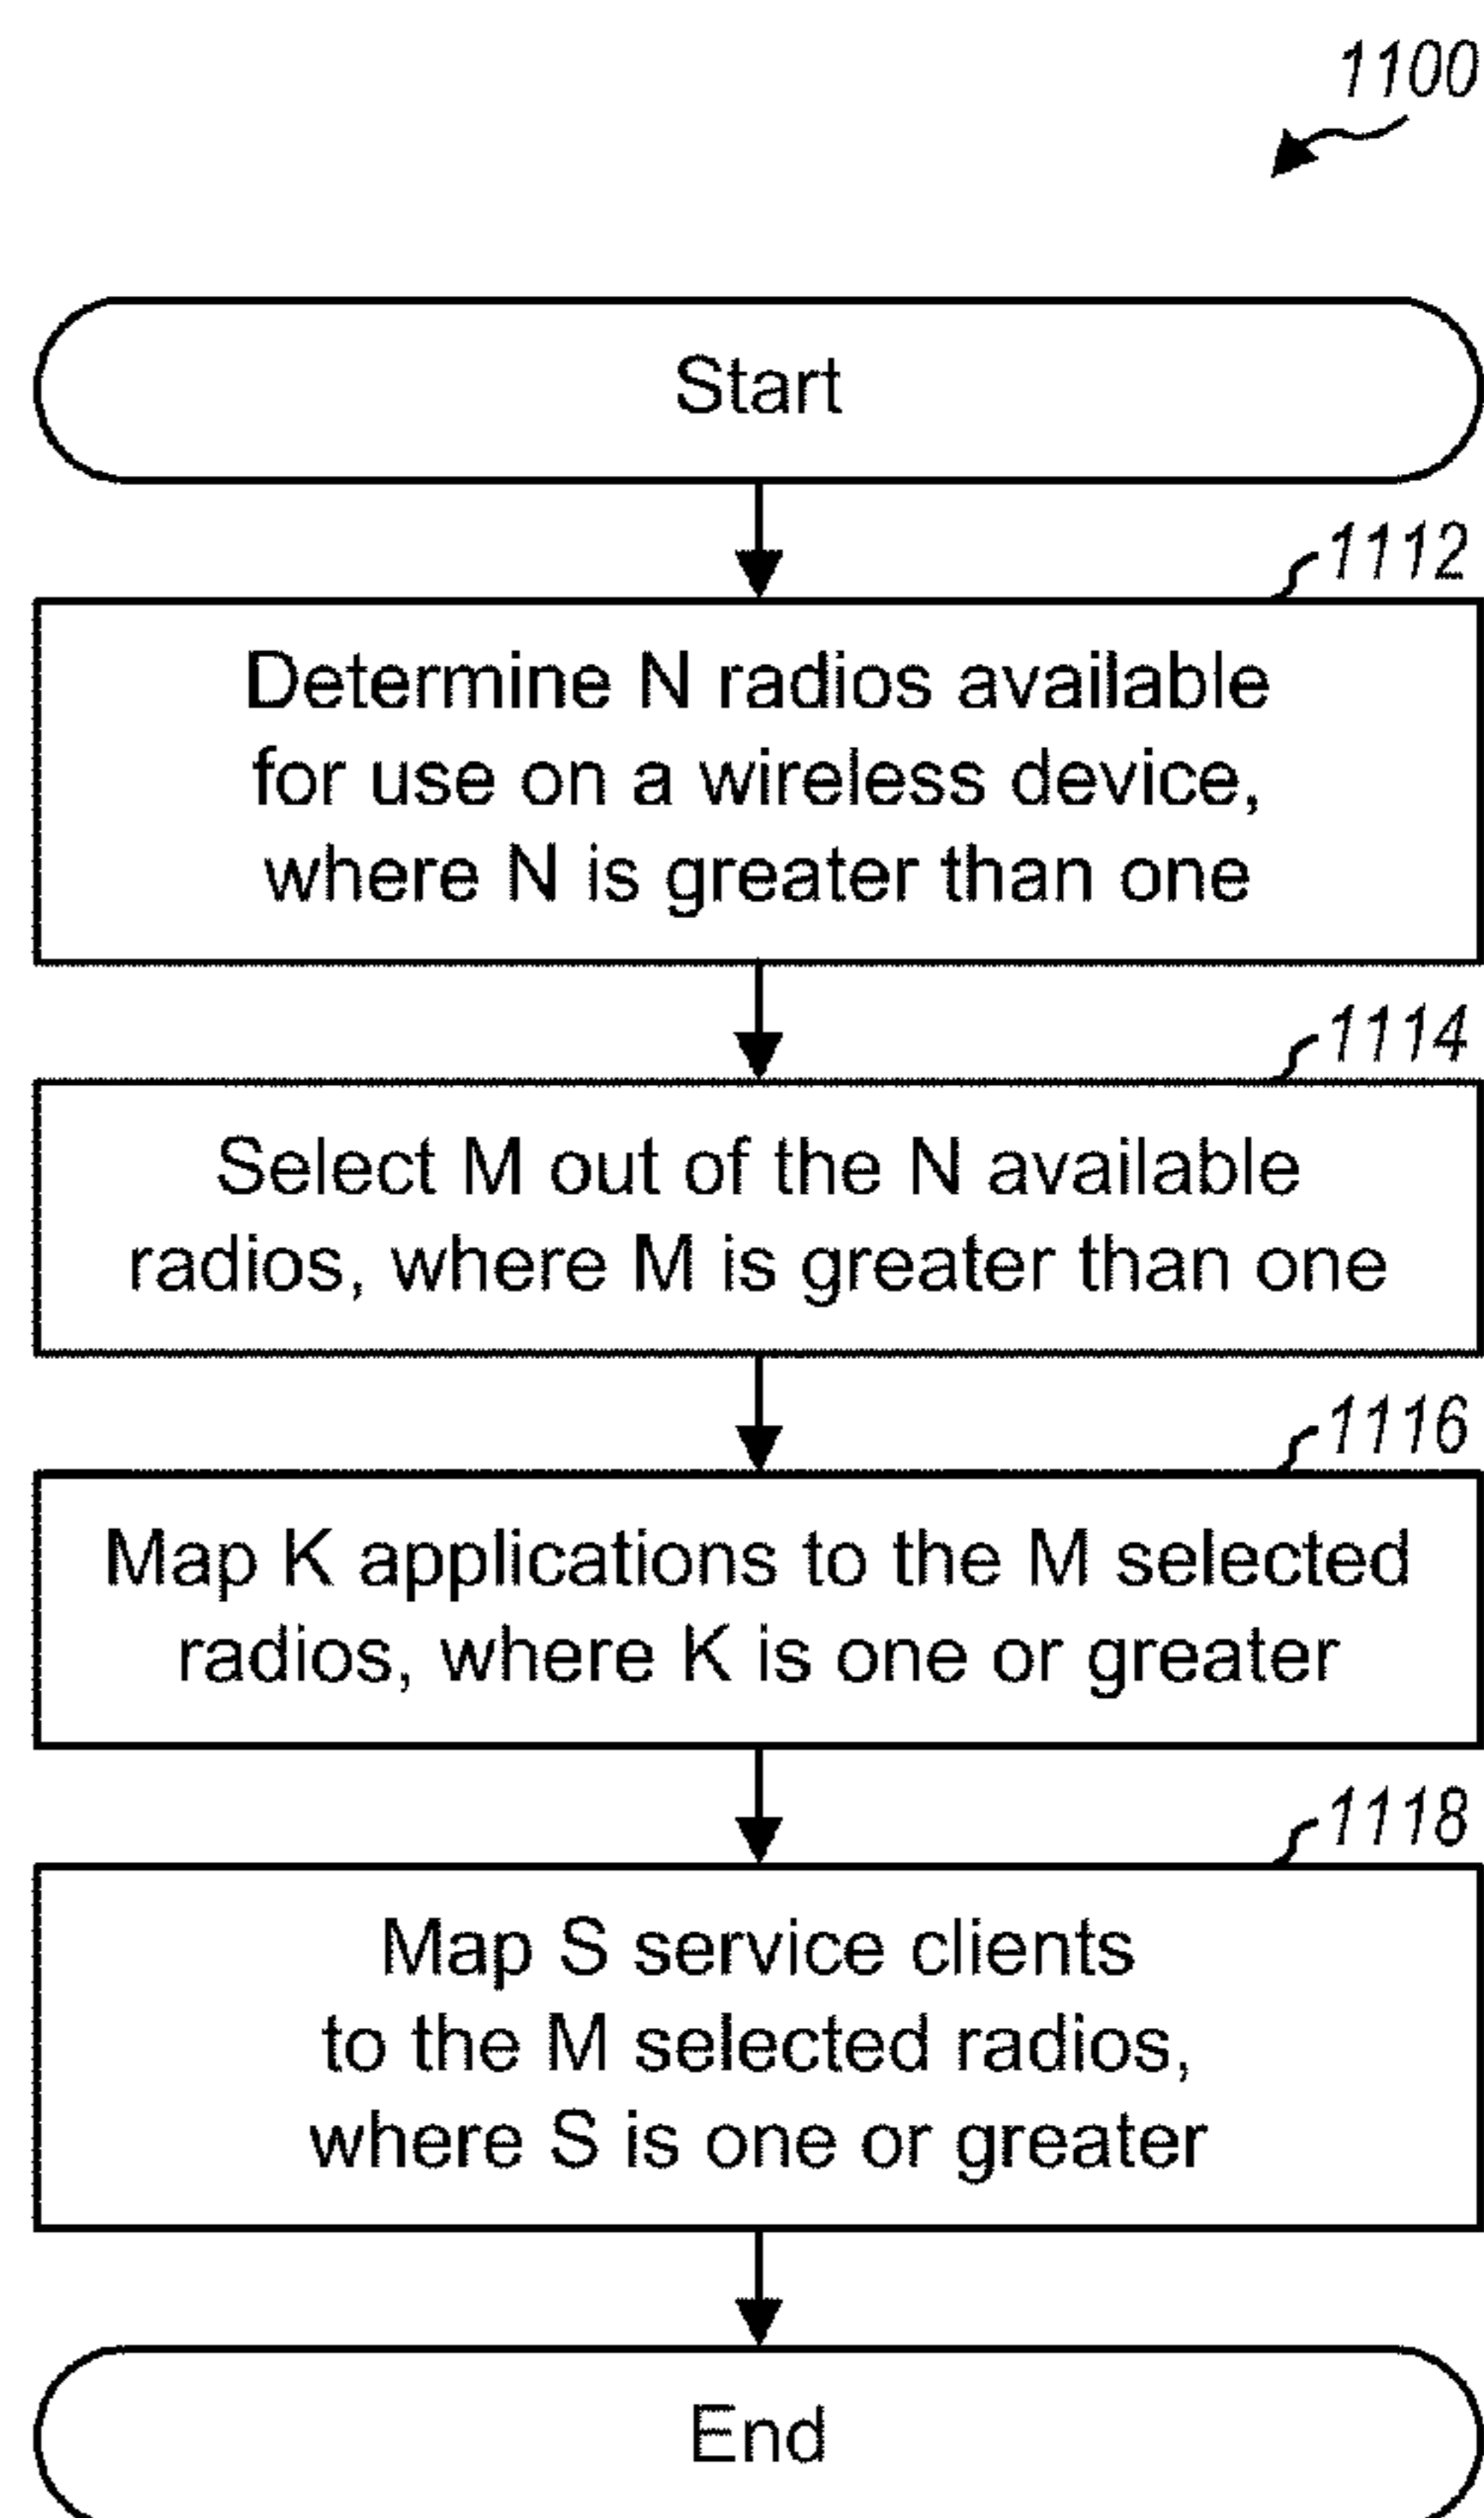 1100
Start
1112
Determine N radios available
for use on a wireless device,
where N is greater than one
1114
Select M out of the N available
radios, where M is greater than one
1116
Map K applications to the M selected
radios, where K is one or greater
1118
Map S service clients
to the M selected radios,
where S is one or greater
End